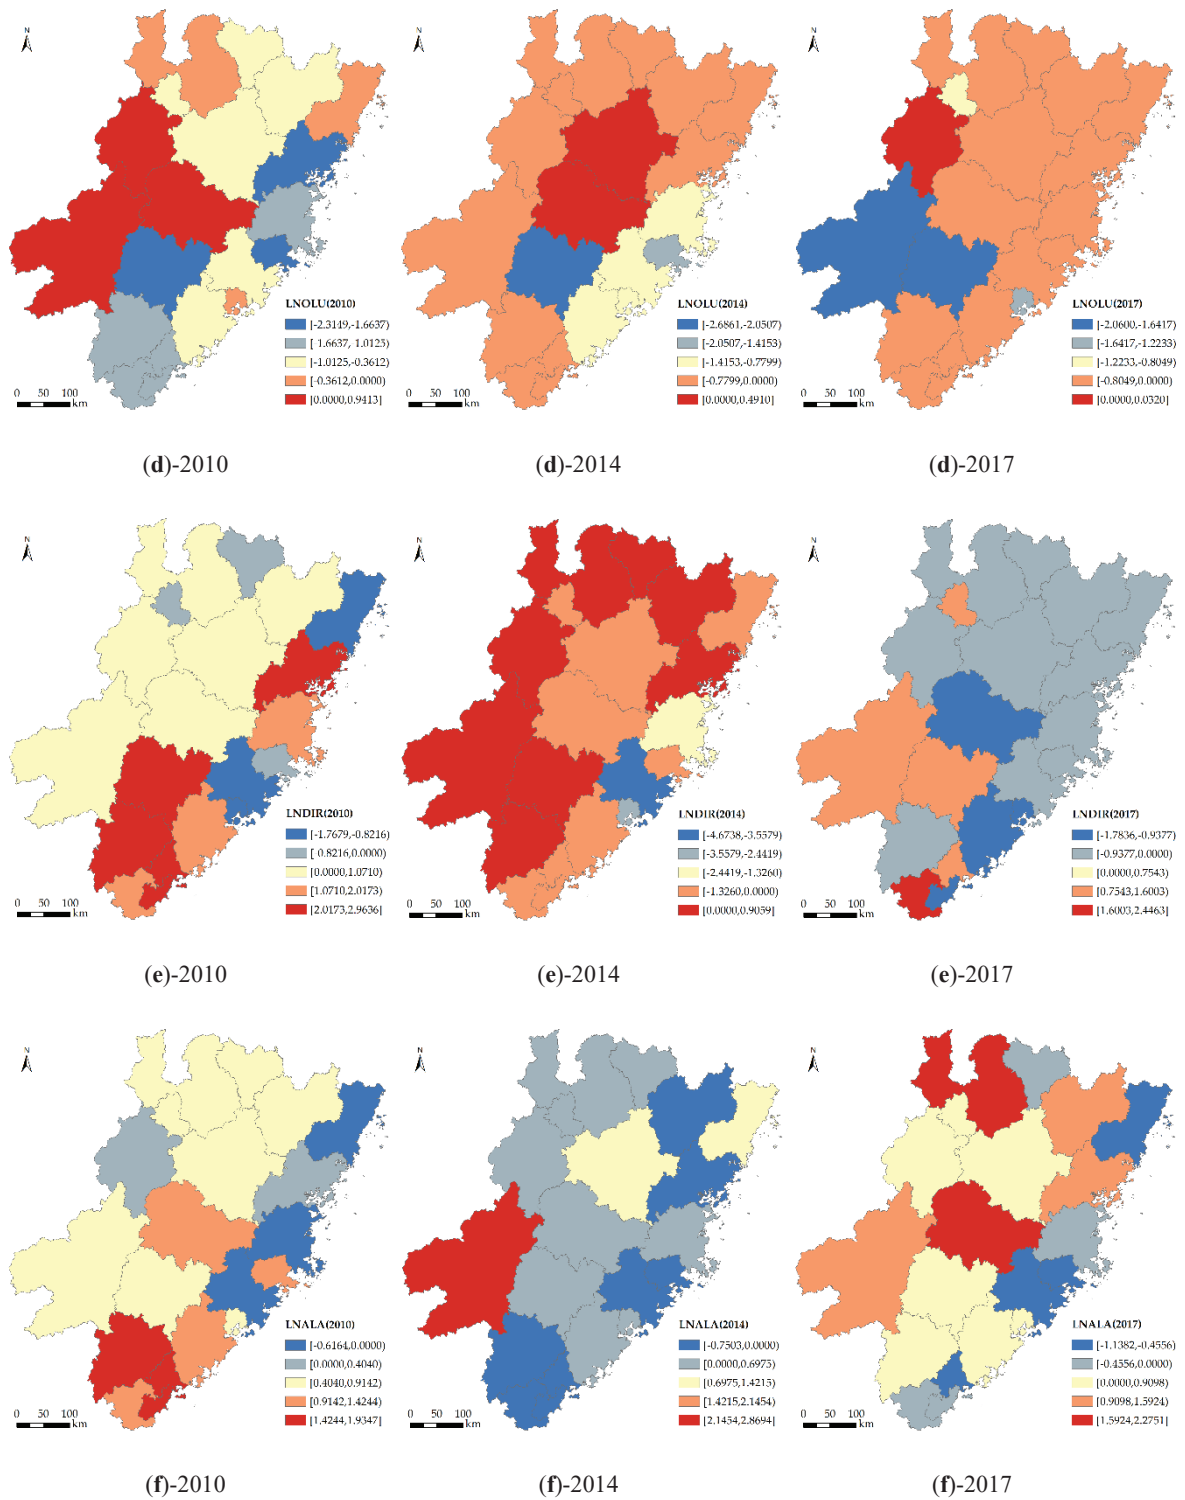 N
N
N
LNOLU(2010)
[-2.3149,-1.6637)
[ 1.6637, 1.0123)
[-1.0125,-0.3612)
[-0.3612,0.0000)
[0.0000,0.9413]
0 50 100
km
LNOLU(2014)
[-2.6861,-2.0507)
[-2.0507,-1.4153)
[-1.4153,-0.7799)
[-0.7799,0.0000)
[0.0000,0.4910]
0 50 100
km
LNOLU(2017)
[-2.0600,-1.6417)
[-1.6417,-1.2233)
[-1.2233,-0.8049)
[-0.8049,0.0000)
[0.0000,0.0320]
0 50 100
km
(d)-2010
(d)-2014
(d)-2017
N
N
N
LNDIR(2010)
[-1.7679,-0.8216)
[ 0.8216,0.0000)
[0.0000,1.0710)
[1.0710,2.0173)
[2.0173,2.9636]
0 50 100
km
LNDIR(2014)
[-4.6738,-3.5579)
[-3.5579,-2.4419)
[-2.4419,-1.3260)
[-1.3260,0.0000)
[0.0000,0.9059]
0 50 100
km
LNDIR(2017)
[-1.7836,-0.9377)
[-0.9377,0.0000)
[0.0000,0.7543)
[0.7543,1.6003)
[1.6003,2.4463]
0 50 100
km
(e)-2010
(e)-2014
(e)-2017
N
N
N
LNALA(2010)
[-0.6164,0.0000)
[0.0000,0.4040)
[0.4040,0.9142)
[0.9142,1.4244)
[1.4244,1.9347]
0 50 100
km
LNALA(2014)
[-0.7503,0.0000)
[0.0000,0.6975)
[0.6975,1.4215)
[1.4215,2.1454)
[2.1454,2.8694]
0 50 100
km
LNALA(2017)
[-1.1382,-0.4556)
[-0.4556,0.0000)
[0.0000,0.9098)
[0.9098,1.5924)
[1.5924,2.2751]
0 50 100
km
(f)-2010
(f)-2014
(f)-2017